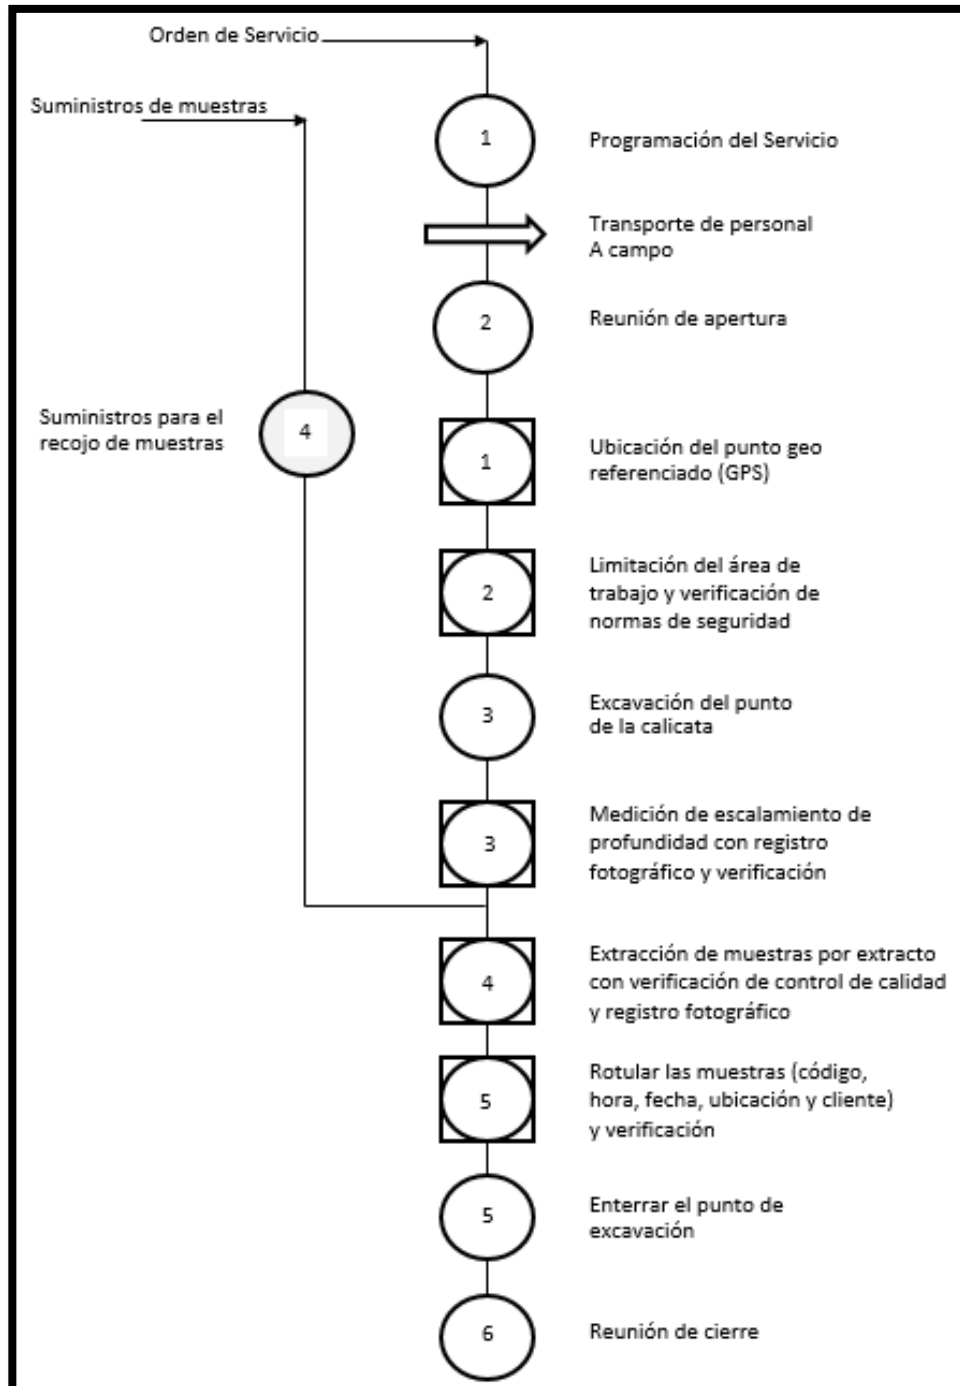 Orden de Servicio
Suministros de muestras
1
Programación del Servicio
Transporte de personal
A campo
2
Reunión de apertura
Suministros para el
recojo de muestras
4
1
Ubicación del punto geo
referenciado (GPS)
2
Limitación del área de
trabajo y verificación de
normas de seguridad
3
Excavación del punto
de la calicata
3
Medición de escalamiento de
profundidad con registro
fotográfico y verificación
4
Extracción de muestras por extracto
con verificación de control de calidad
y registro fotográfico
5
Rotular las muestras (código,
hora, fecha, ubicación y cliente)
y verificación
5
Enterrar el punto de
excavación
6
Reunión de cierre